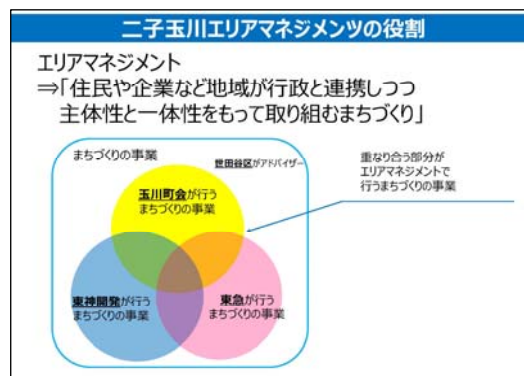 二子玉川エリアマネジメンツの役割
エリアマネジメント
⇒「住民や企業など地域が行政と連携しつつ
主体性と一体性をもって取り組むまちづくり」
まちづくりの事業
世田谷区がアドバイザー
玉川町会が行う
まちづくりの事業
東神開発が行う
まちづくりの事業
東急が行う
まちづくりの事業
重なり合う部分が
エリアマネジメントで
行うまちづくりの事業